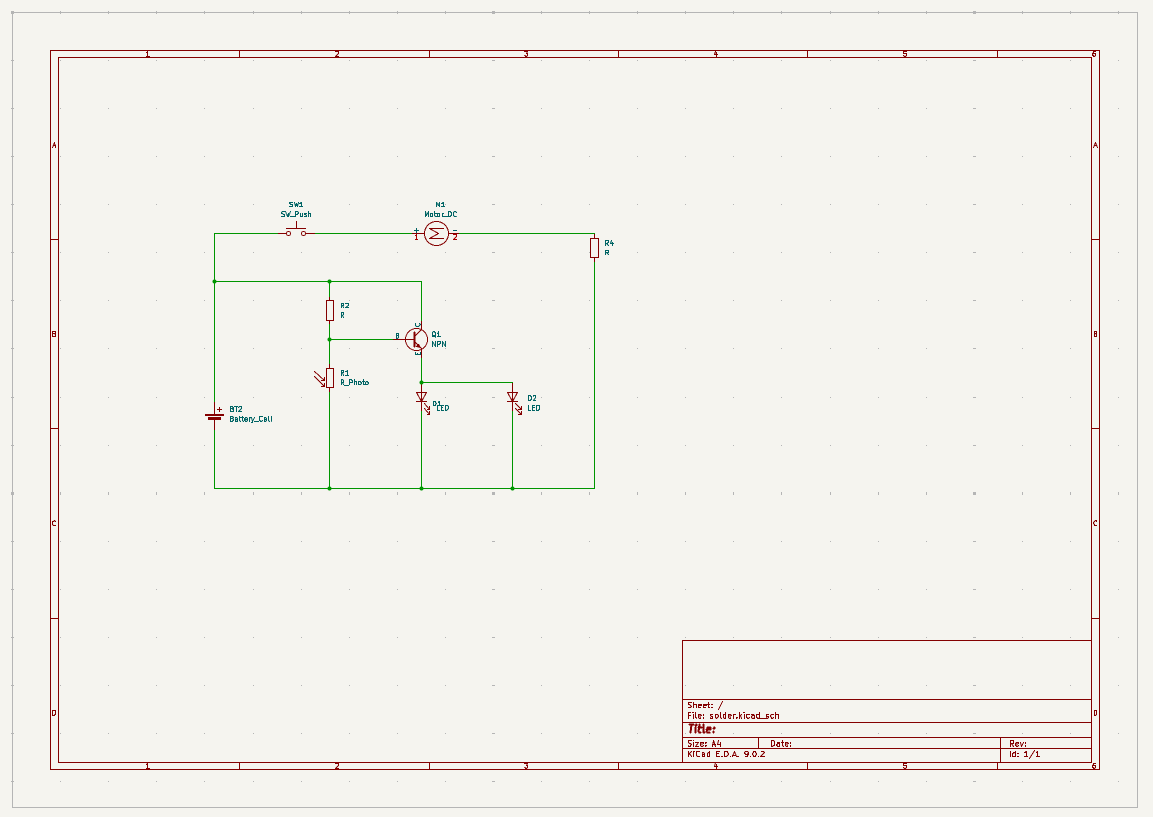 1 2 3 4 5 6
A A
SW1
SW_Push
M1
Motor_DC
+ -
1 2
R4
R
R2
R
C
B
Q1
NPN
E
B B
R1
R_Photo
D1
LED
D2
LED
+
BT2
Battery_Cell
C C
Sheet: /
File: solder.kicad_sch
Title:
Size: A4 Date: Rev:
KiCad E.D.A. 9.0.2 Id: 1/1
D D
1 2 3 4 5 6